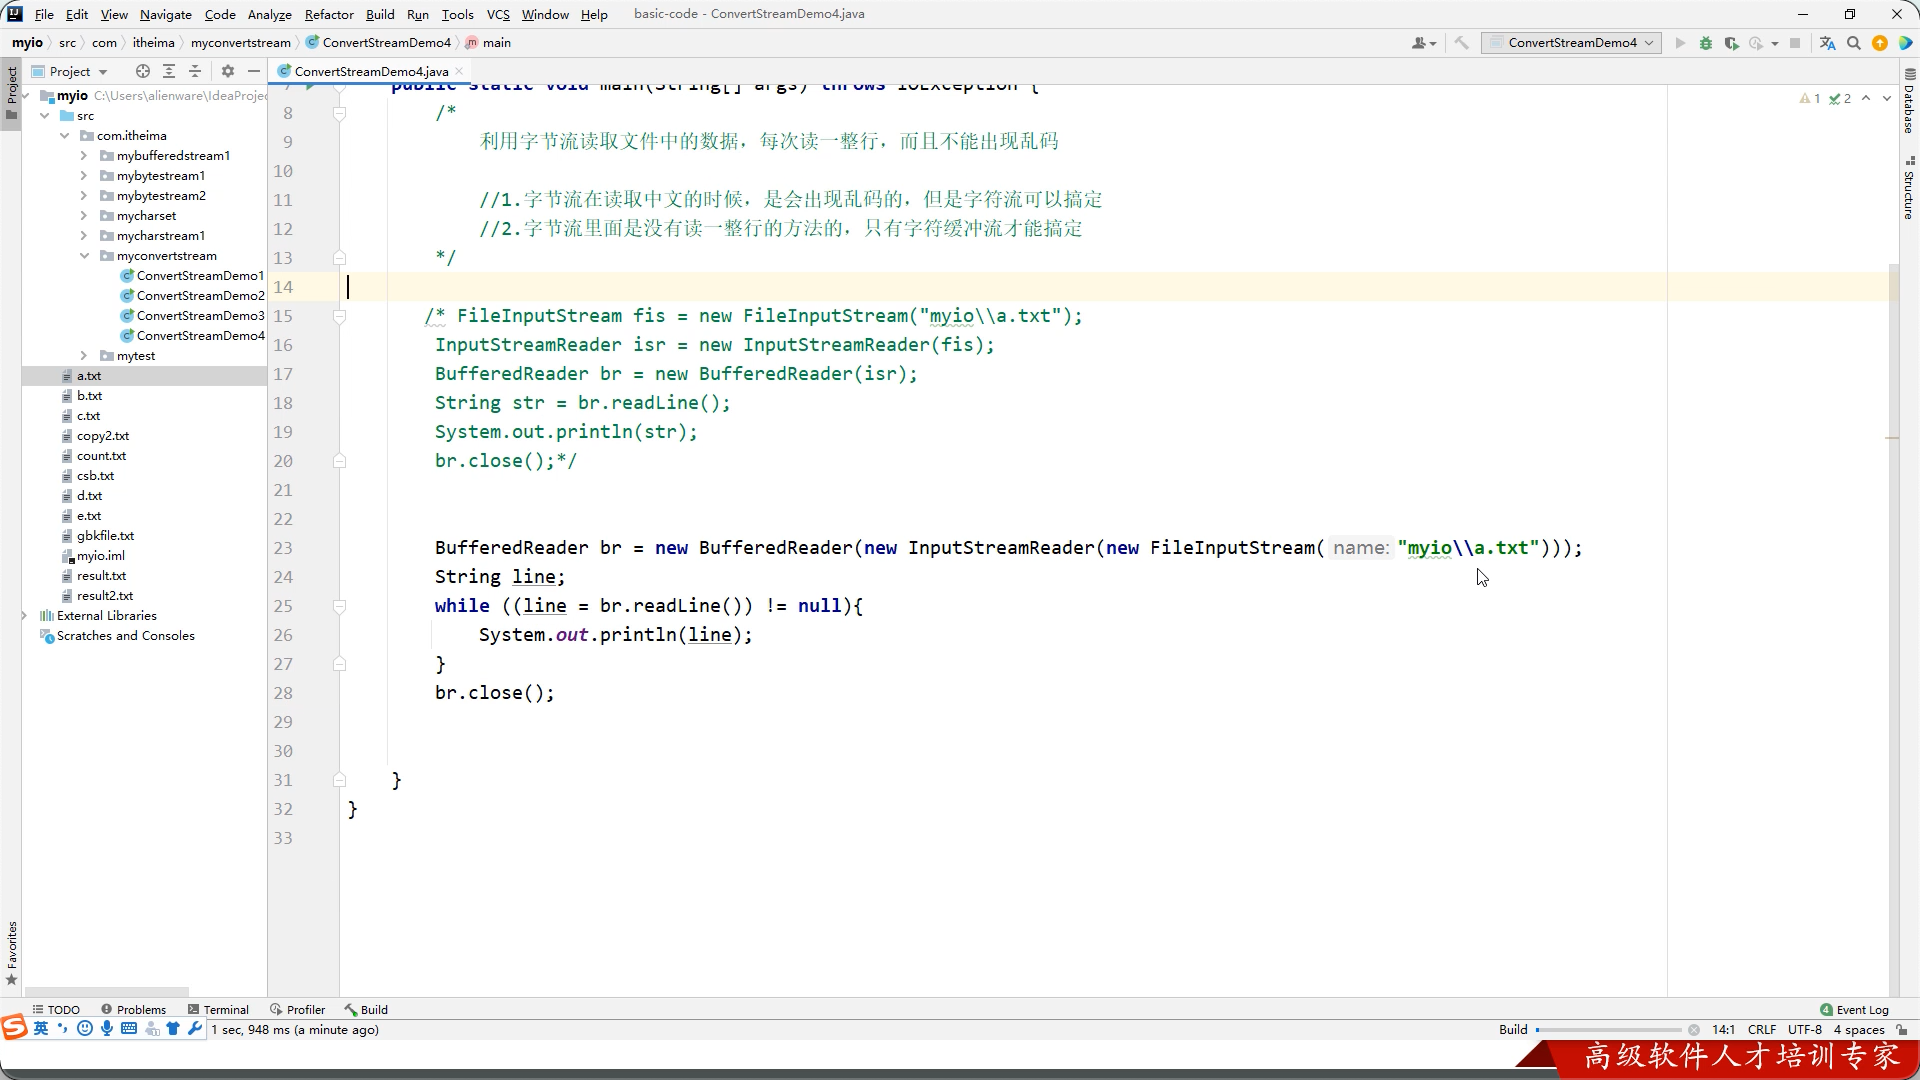 File Edit View Navigate Code Analyze Refactor Build Run Tools VCS Window Help basic-code - ConvertStreamDemo4.java
myio src com itheima myconvertstream ConvertStreamDemo4 main ConvertStreamDemo4
Project
Project
ConvertStreamDemo4.java
myio C:\Users\alienware\IdeaProjec
src
com.itheima
mybufferedstream1
mybytestream1
mybytestream2
mycharset
mycharstream1
myconvertstream
ConvertStreamDemo1
ConvertStreamDemo2
ConvertStreamDemo3
ConvertStreamDemo4
mytest
a.txt
b.txt
c.txt
copy2.txt
count.txt
csb.txt
d.txt
e.txt
gbkfile.txt
myio.iml
result.txt
result2.txt
External Libraries
Scratches and Consoles
Favorites
7 public static void main(String[] args) throws IOException {
8 /*
9 利用字节流读取文件中的数据，每次读一整行，而且不能出现乱码
10
11 //1.字节流在读取中文的时候，是会出现乱码的，但是字符流可以搞定
12 //2.字节流里面是没有读一整行的方法的，只有字符缓冲流才能搞定
13 */
14
15 /* FileInputStream fis = new FileInputStream("myio\\a.txt");
16 InputStreamReader isr = new InputStreamReader(fis);
17 BufferedReader br = new BufferedReader(isr);
18 String str = br.readLine();
19 System.out.println(str);
20 br.close();*/
21
22
23 BufferedReader br = new BufferedReader(new InputStreamReader(new FileInputStream( name: "myio\\a.txt")));
24 String line;
25 while ((line = br.readLine()) != null){
26 System.out.println(line);
27 }
28 br.close();
29
30
31 }
32 }
33
1 2
Database
Structure
TODO Problems Terminal Profiler Build 4 Event Log
英 1 sec, 948 ms (a minute ago) Build 14:1 CRLF UTF-8 4 spaces
高级软件人才培训专家